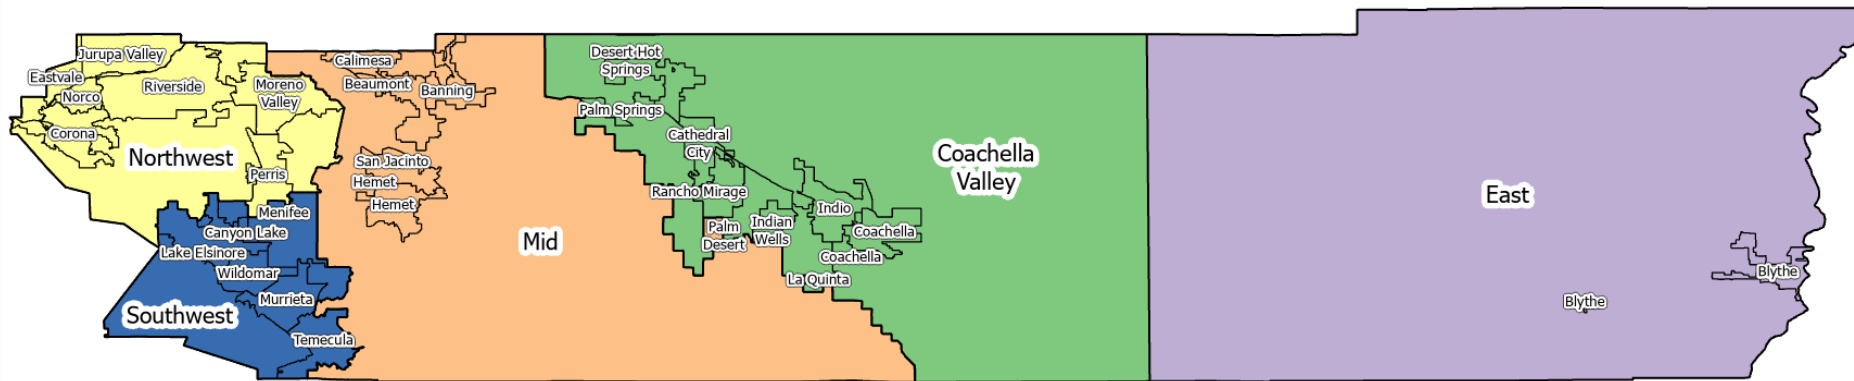 Jurupa Valley
Eastvale
Norco
Riverside
Moreno
Valley
Corona
Northwest
Perris
Menifee
Canyon Lake
Lake Elsinore
Wildomar
Murrieta
Southwest
Temecula
Calimesa
Beaumont
Banning
San Jacinto
Hemet
Hemet
Mid
Desert Hot
Springs
Palm Springs
Cathedral
City
Rancho Mirage
Palm
Desert
Indian
Wells
Indio
Coachella
Coachella
La Quinta
Coachella
Valley
East
Blythe
Blythe